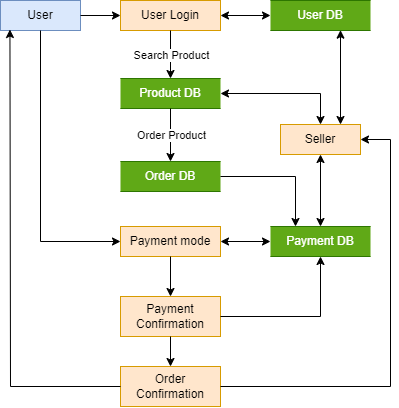 User
User Login
User DB
Search Product
Product DB
Order Product
Seller
Order DB
Payment mode
Payment DB
Payment
Confirmation
Order
Confirmation